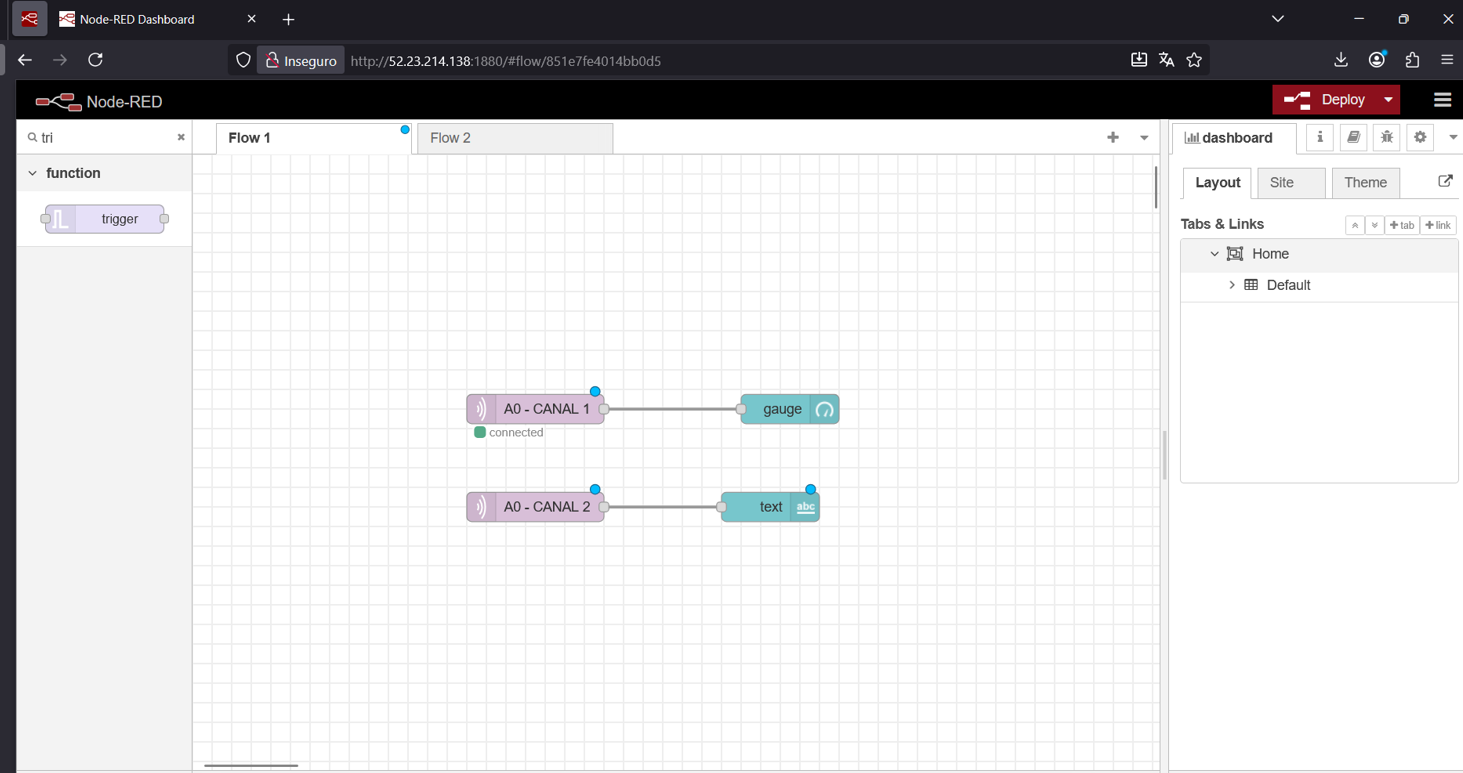 Node-RED Dashboard
Inseguro
http://52.23.214.138:1880/#flow/851e7fe4014bb0d5
Node-RED
Deploy
tri
Flow 1
Flow 2
dashboard
i
function
trigger
Layout
Site
Theme
Tabs & Links
tab
link
Home
Default
A0 - CANAL 1
gauge
connected
A0 - CANAL 2
text
abc